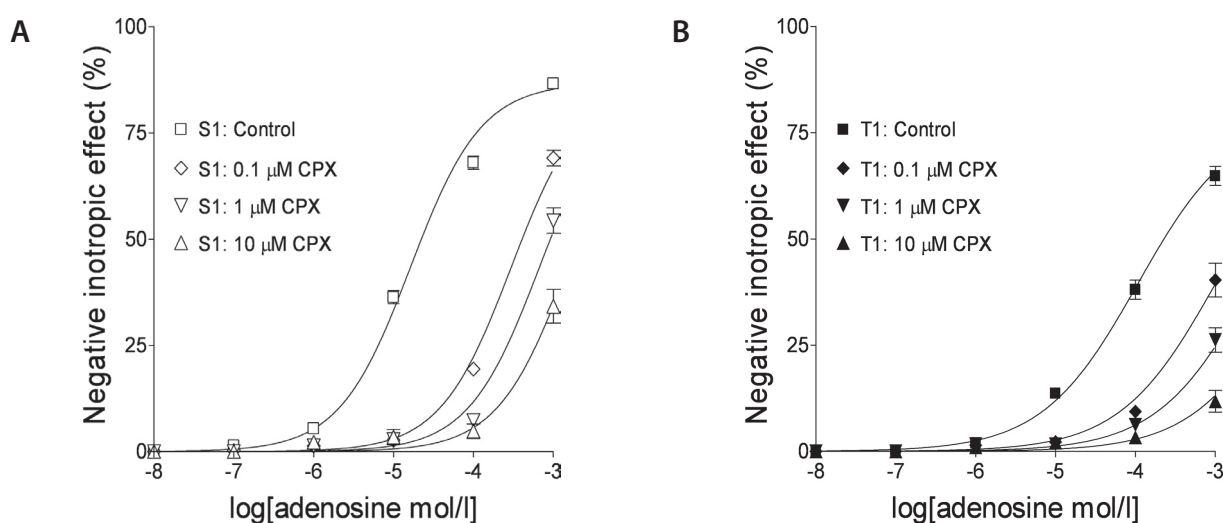 A
Negative inotropic effect (%)
100
75
50
25
0
S1: Control
S1: 0.1 μM CPX
S1: 1 μM CPX
S1: 10 μM CPX
-8 -7 -6 -5 -4 -3
log[adenosine mol/l]
B
Negative inotropic effect (%)
100
75
50
25
0
T1: Control
T1: 0.1 μM CPX
T1: 1 μM CPX
T1: 10 μM CPX
-8 -7 -6 -5 -4 -3
log[adenosine mol/l]